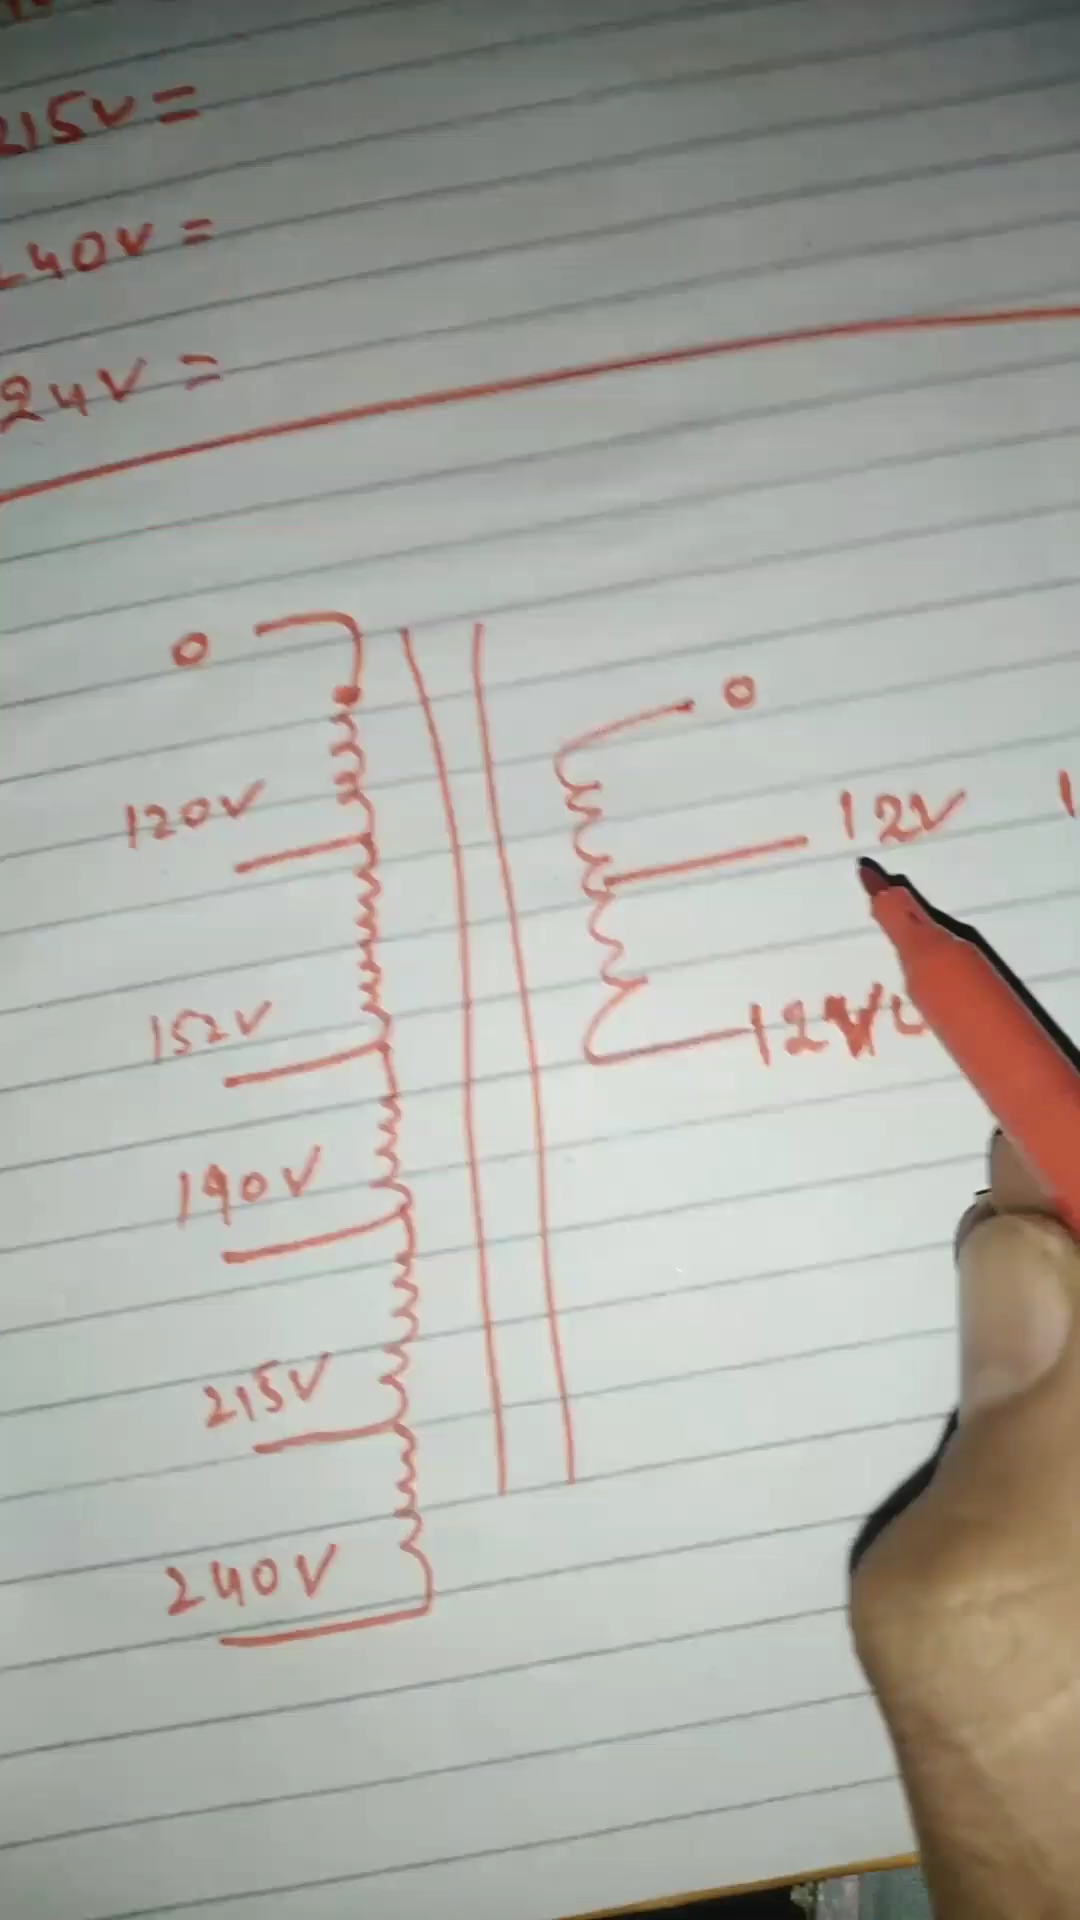 215V =
240V =
24V =
0
0
120V
12V
152V
190V
215V
240V